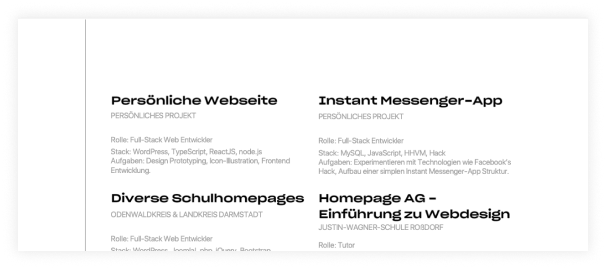 Persönliche Webseite
PERSÖNLICHES PROJEKT
Rolle: Full-Stack Web Entwickler
Stack: WordPress, TypeScript, ReactJS, node.js
Aufgaben: Design Prototyping, Icon-Illustration, Frontend
Entwicklung.
Instant Messenger-App
PERSÖNLICHES PROJEKT
Rolle: Full-Stack Entwickler
Stack: MySQL, JavaScript, HHVM, Hack
Aufgaben: Experimentieren mit Technologien wie Facebook's
Hack, Aufbau einer simplen Instant Messenger-App Struktur.
Diverse Schulhomepages
ODENWALDKREIS & LANDKREIS DARMSTADT
Rolle: Full-Stack Web Entwickler
Stack: WordPress, Joomla!, php, jQuery, Bootstrap
Homepage AG -
Einführung zu Webdesign
JUSTIN-WAGNER-SCHULE ROßDORF
Rolle: Tutor